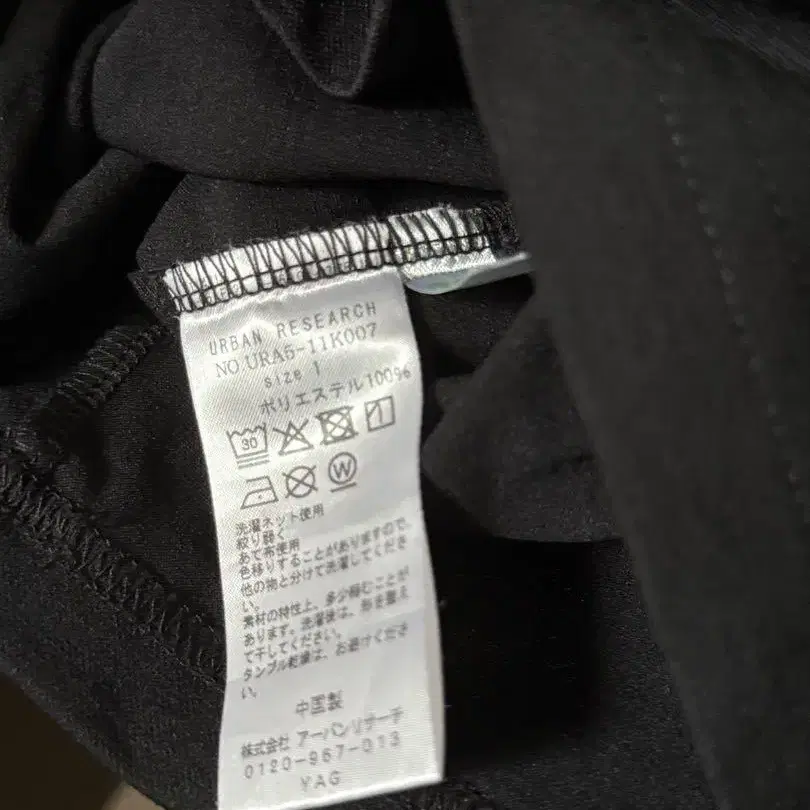 URBAN RESEARCH
NO.URA5-11K007
size 1
ポリエステル100%
30
W
洗濯ネット使用
絞り弱く
あて布使用
色移りすることがありますので、
他の物と分けて洗濯してくださ
い。
素材の特性上、多少縮むことが
あります。洗濯後は、形を整え
て干してください。
タンブル乾燥は、お避けくださ
い。
中国製
株式会社 アーバンリサーチ
0120-967-013
YAG